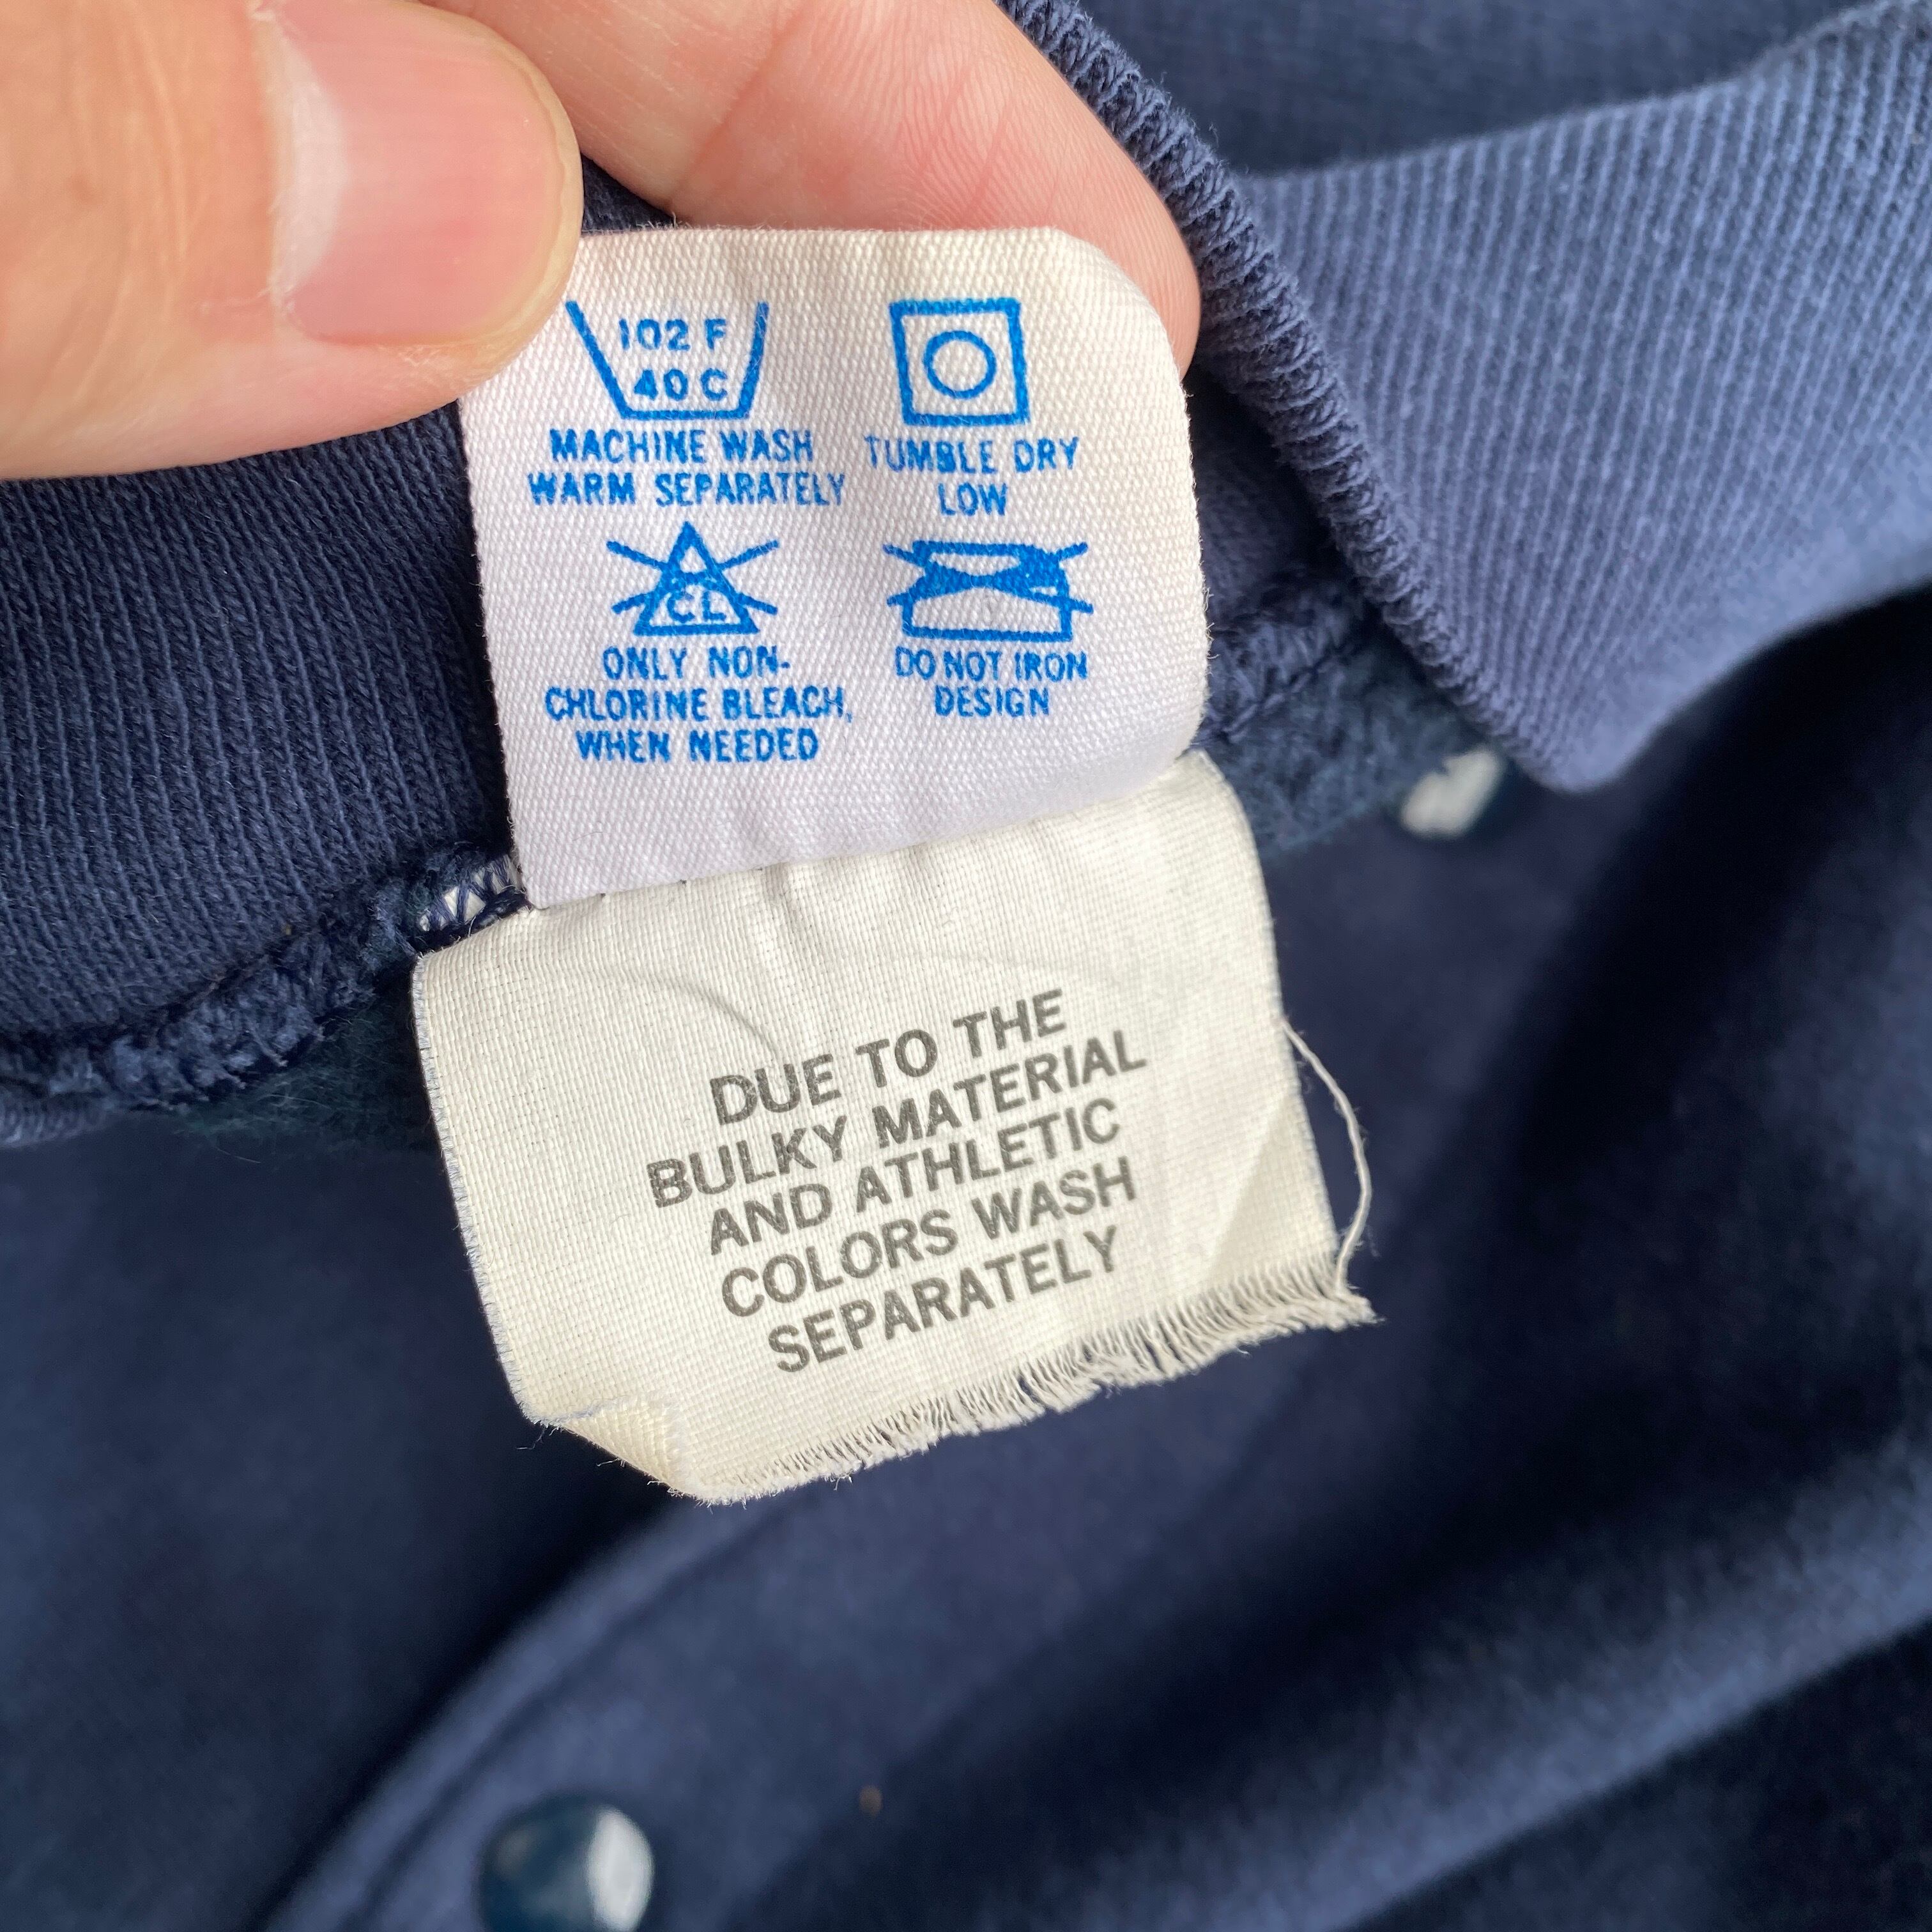 102 F
40 C
MACHINE WASH
WARM SEPARATELY
TUMBLE DRY
LOW
CL
ONLY NON-
CHLORINE BLEACH,
WHEN NEEDED
DO NOT IRON
DESIGN
DUE TO THE
BULKY MATERIAL
AND ATHLETIC
COLORS WASH
SEPARATELY